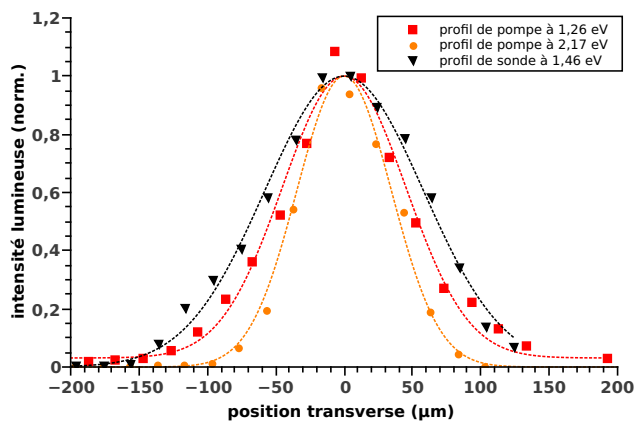 1,2
1
0,8
0,6
0,4
0,2
0
intensité lumineuse (norm.)
profil de pompe à 1,26 eV
profil de pompe à 2,17 eV
profil de sonde à 1,46 eV
−200 −150 −100 −50 0 50 100 150 200
position transverse (µm)